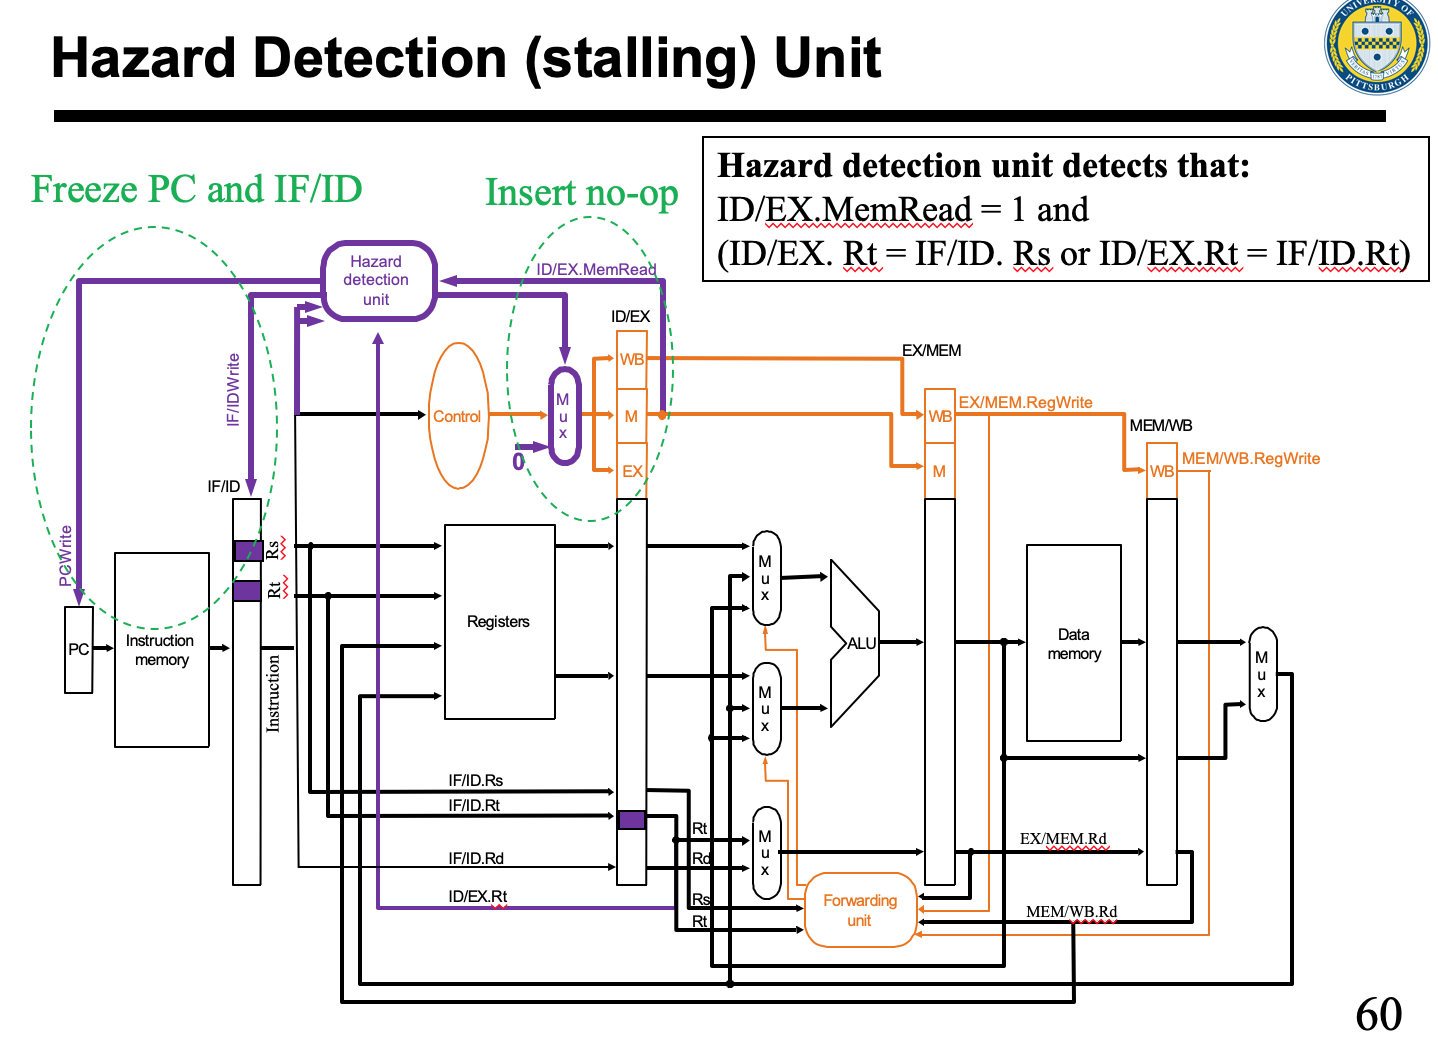 UNIVERSITY OF
PITTSBURGH
Hazard Detection (stalling) Unit
Hazard detection unit detects that:
ID/EX.MemRead = 1 and
(ID/EX. Rt = IF/ID. Rs or ID/EX.Rt = IF/ID.Rt)
Freeze PC and IF/ID
Insert no-op
Hazard
detection
unit
ID/EX.MemRead
ID/EX
WB
M
EX
EX/MEM
WB
M
EX/MEM.RegWrite
MEM/WB
WB
MEM/WB.RegWrite
IF/IDWrite
Control
M
u
x
0
IF/ID
PCWrite
Rs
Rt
PC
Instruction
memory
Instruction
Registers
M
u
x
M
u
x
ALU
Data
memory
M
u
x
IF/ID.Rs
IF/ID.Rt
IF/ID.Rd
ID/EX.Rt
Rt
Rd
Rs
Rt
M
u
x
EX/MEM.Rd
Forwarding
unit
MEM/WB.Rd
60